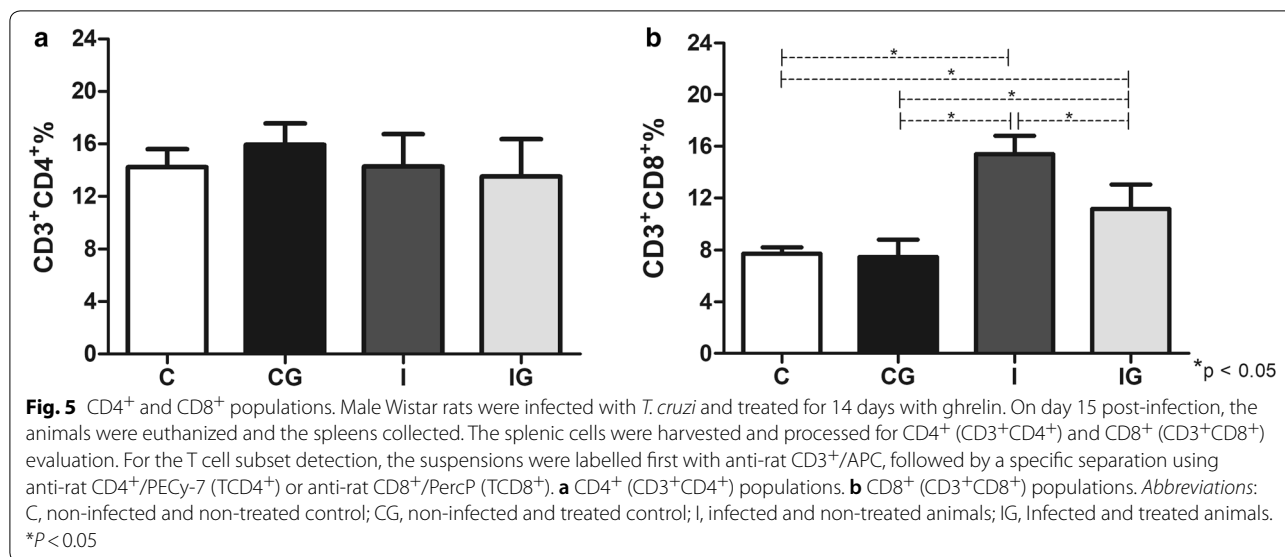 a
24
20
16
12
8
4
0
CD3⁺CD4⁺%
C CG I IG
b
24
20
16
12
8
4
0
CD3⁺CD8⁺%
*
*
*
* *
C CG I IG
*p < 0.05
Fig. 5 CD4⁺ and CD8⁺ populations. Male Wistar rats were infected with T. cruzi and treated for 14 days with ghrelin. On day 15 post-infection, the
animals were euthanized and the spleens collected. The splenic cells were harvested and processed for CD4⁺ (CD3⁺CD4⁺) and CD8⁺ (CD3⁺CD8⁺)
evaluation. For the T cell subset detection, the suspensions were labelled first with anti-rat CD3⁺/APC, followed by a specific separation using
anti-rat CD4⁺/PECy-7 (TCD4⁺) or anti-rat CD8⁺/PercP (TCD8⁺). a CD4⁺ (CD3⁺CD4⁺) populations. b CD8⁺ (CD3⁺CD8⁺) populations. Abbreviations:
C, non-infected and non-treated control; CG, non-infected and treated control; I, infected and non-treated animals; IG, Infected and treated animals.
*P < 0.05